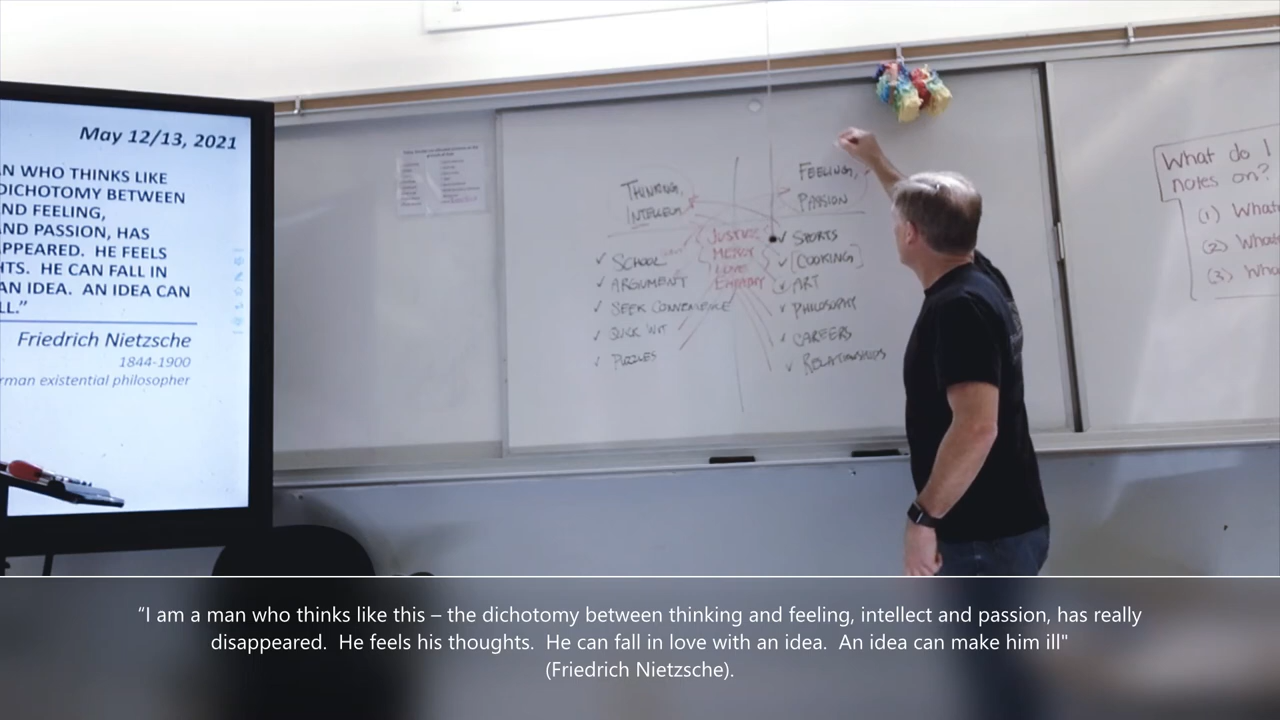 May 12/13, 2021
AN WHO THINKS LIKE
DICHOTOMY BETWEEN
ND FEELING,
ND PASSION, HAS
APPEARED. HE FEELS
HTS. HE CAN FALL IN
AN IDEA. AN IDEA CAN
LL.”
Friedrich Nietzsche
1844-1900
rman existential philosopher
THINKING,
INTELLECT
✓ SCHOOL
✓ ARGUMENT
✓ SEEK CONVENIENCE
✓ QUICK WIT
✓ PUZZLES
JUSTICE
MERCY
LOVE
EMPATHY
FEELING,
PASSION
✓ SPORTS
✓ [COOKING]
✓ ART
✓ PHILOSOPHY
✓ CAREERS
✓ RELATIONSHIPS
What do I
notes on?
(1) What
(2) What
(3) Who
“I am a man who thinks like this – the dichotomy between thinking and feeling, intellect and passion, has really
disappeared.  He feels his thoughts.  He can fall in love with an idea.  An idea can make him ill"
(Friedrich Nietzsche).